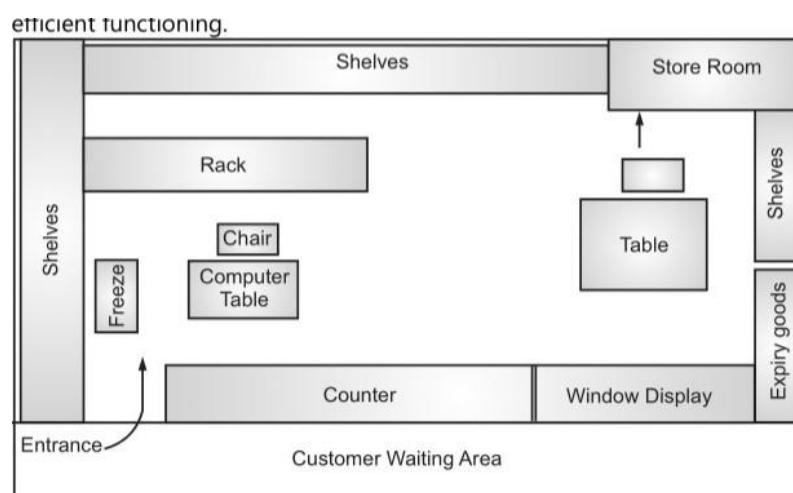 efficient functioning.
Shelves
Store Room
Rack
Shelves
Shelves
Chair
Table
Freeze
Computer
Table
Expiry goods
Counter
Window Display
Entrance
Customer Waiting Area